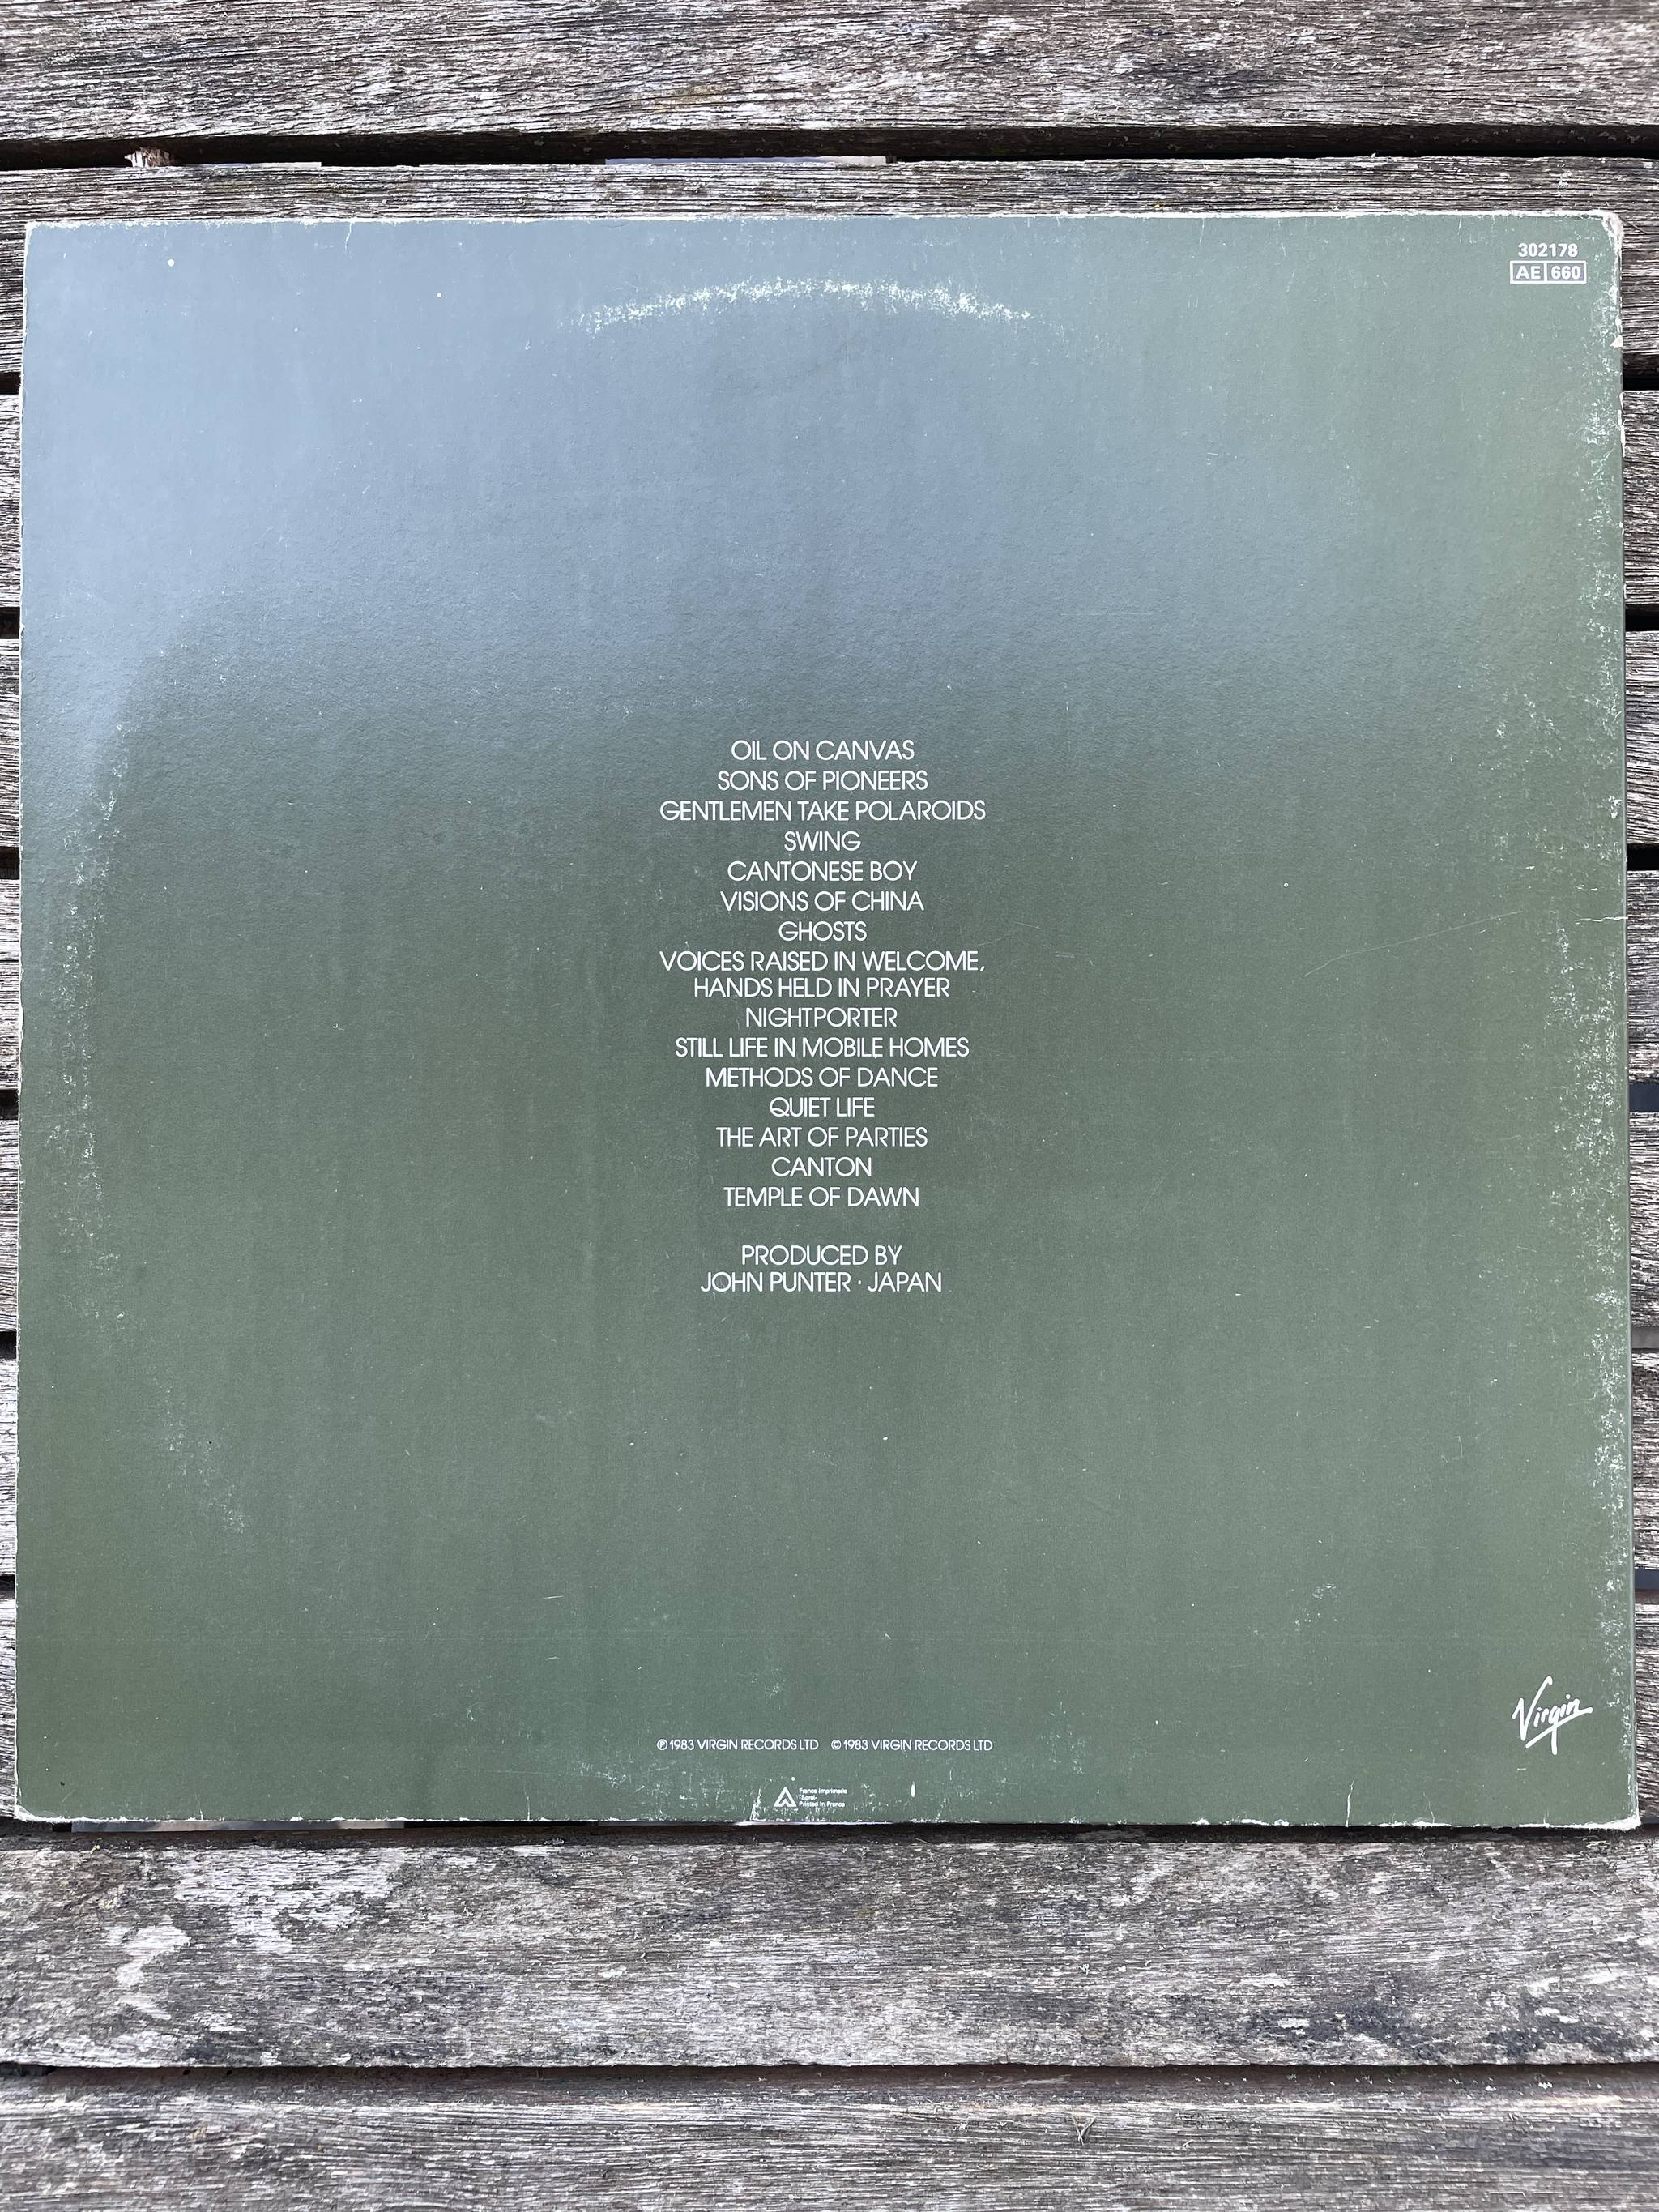 302178
AE 660
OIL ON CANVAS
SONS OF PIONEERS
GENTLEMEN TAKE POLAROIDS
SWING
CANTONESE BOY
VISIONS OF CHINA
GHOSTS
VOICES RAISED IN WELCOME,
HANDS HELD IN PRAYER
NIGHTPORTER
STILL LIFE IN MOBILE HOMES
METHODS OF DANCE
QUIET LIFE
THE ART OF PARTIES
CANTON
TEMPLE OF DAWN
PRODUCED BY
JOHN PUNTER · JAPAN
Virgin
℗ 1983 VIRGIN RECORDS LTD © 1983 VIRGIN RECORDS LTD
France Imprimerie
Printed in France